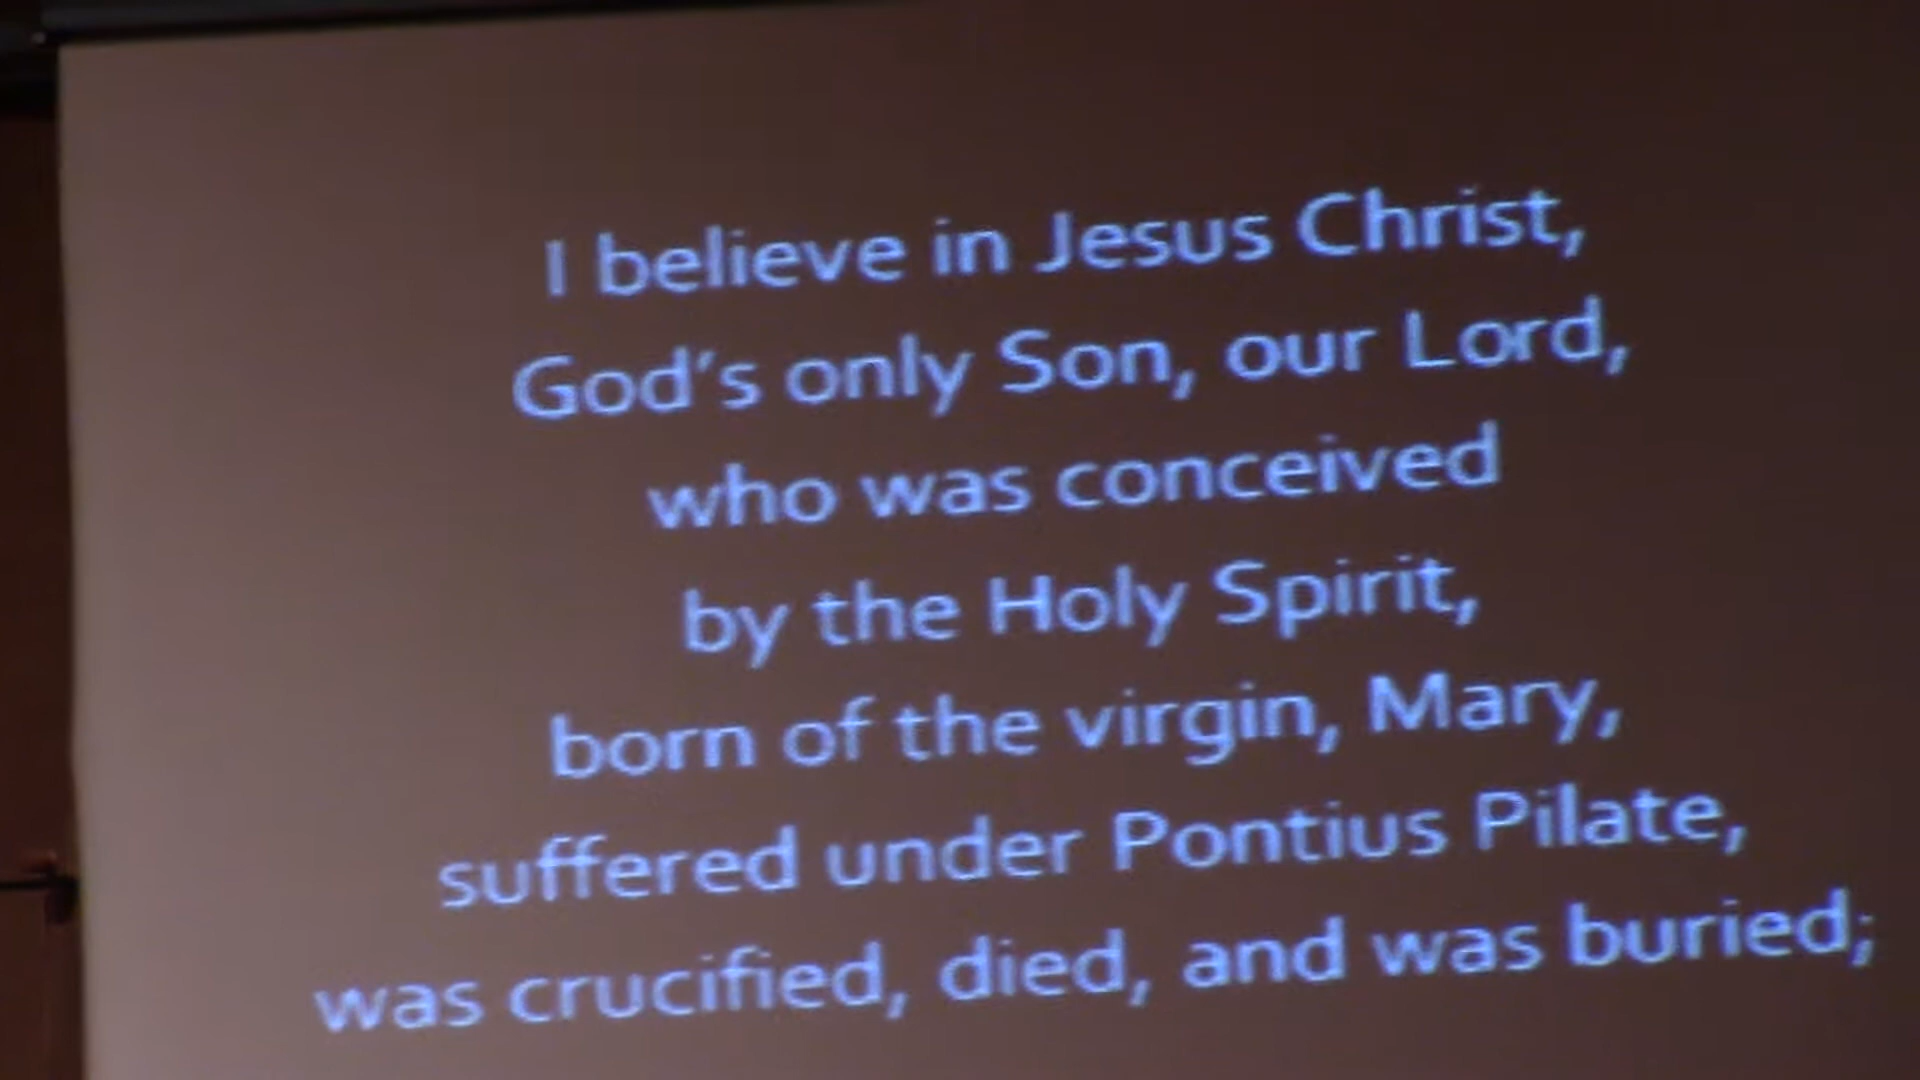 I believe in Jesus Christ,
God's only Son, our Lord,
who was conceived
by the Holy Spirit,
born of the virgin, Mary,
suffered under Pontius Pilate,
was crucified, died, and was buried;